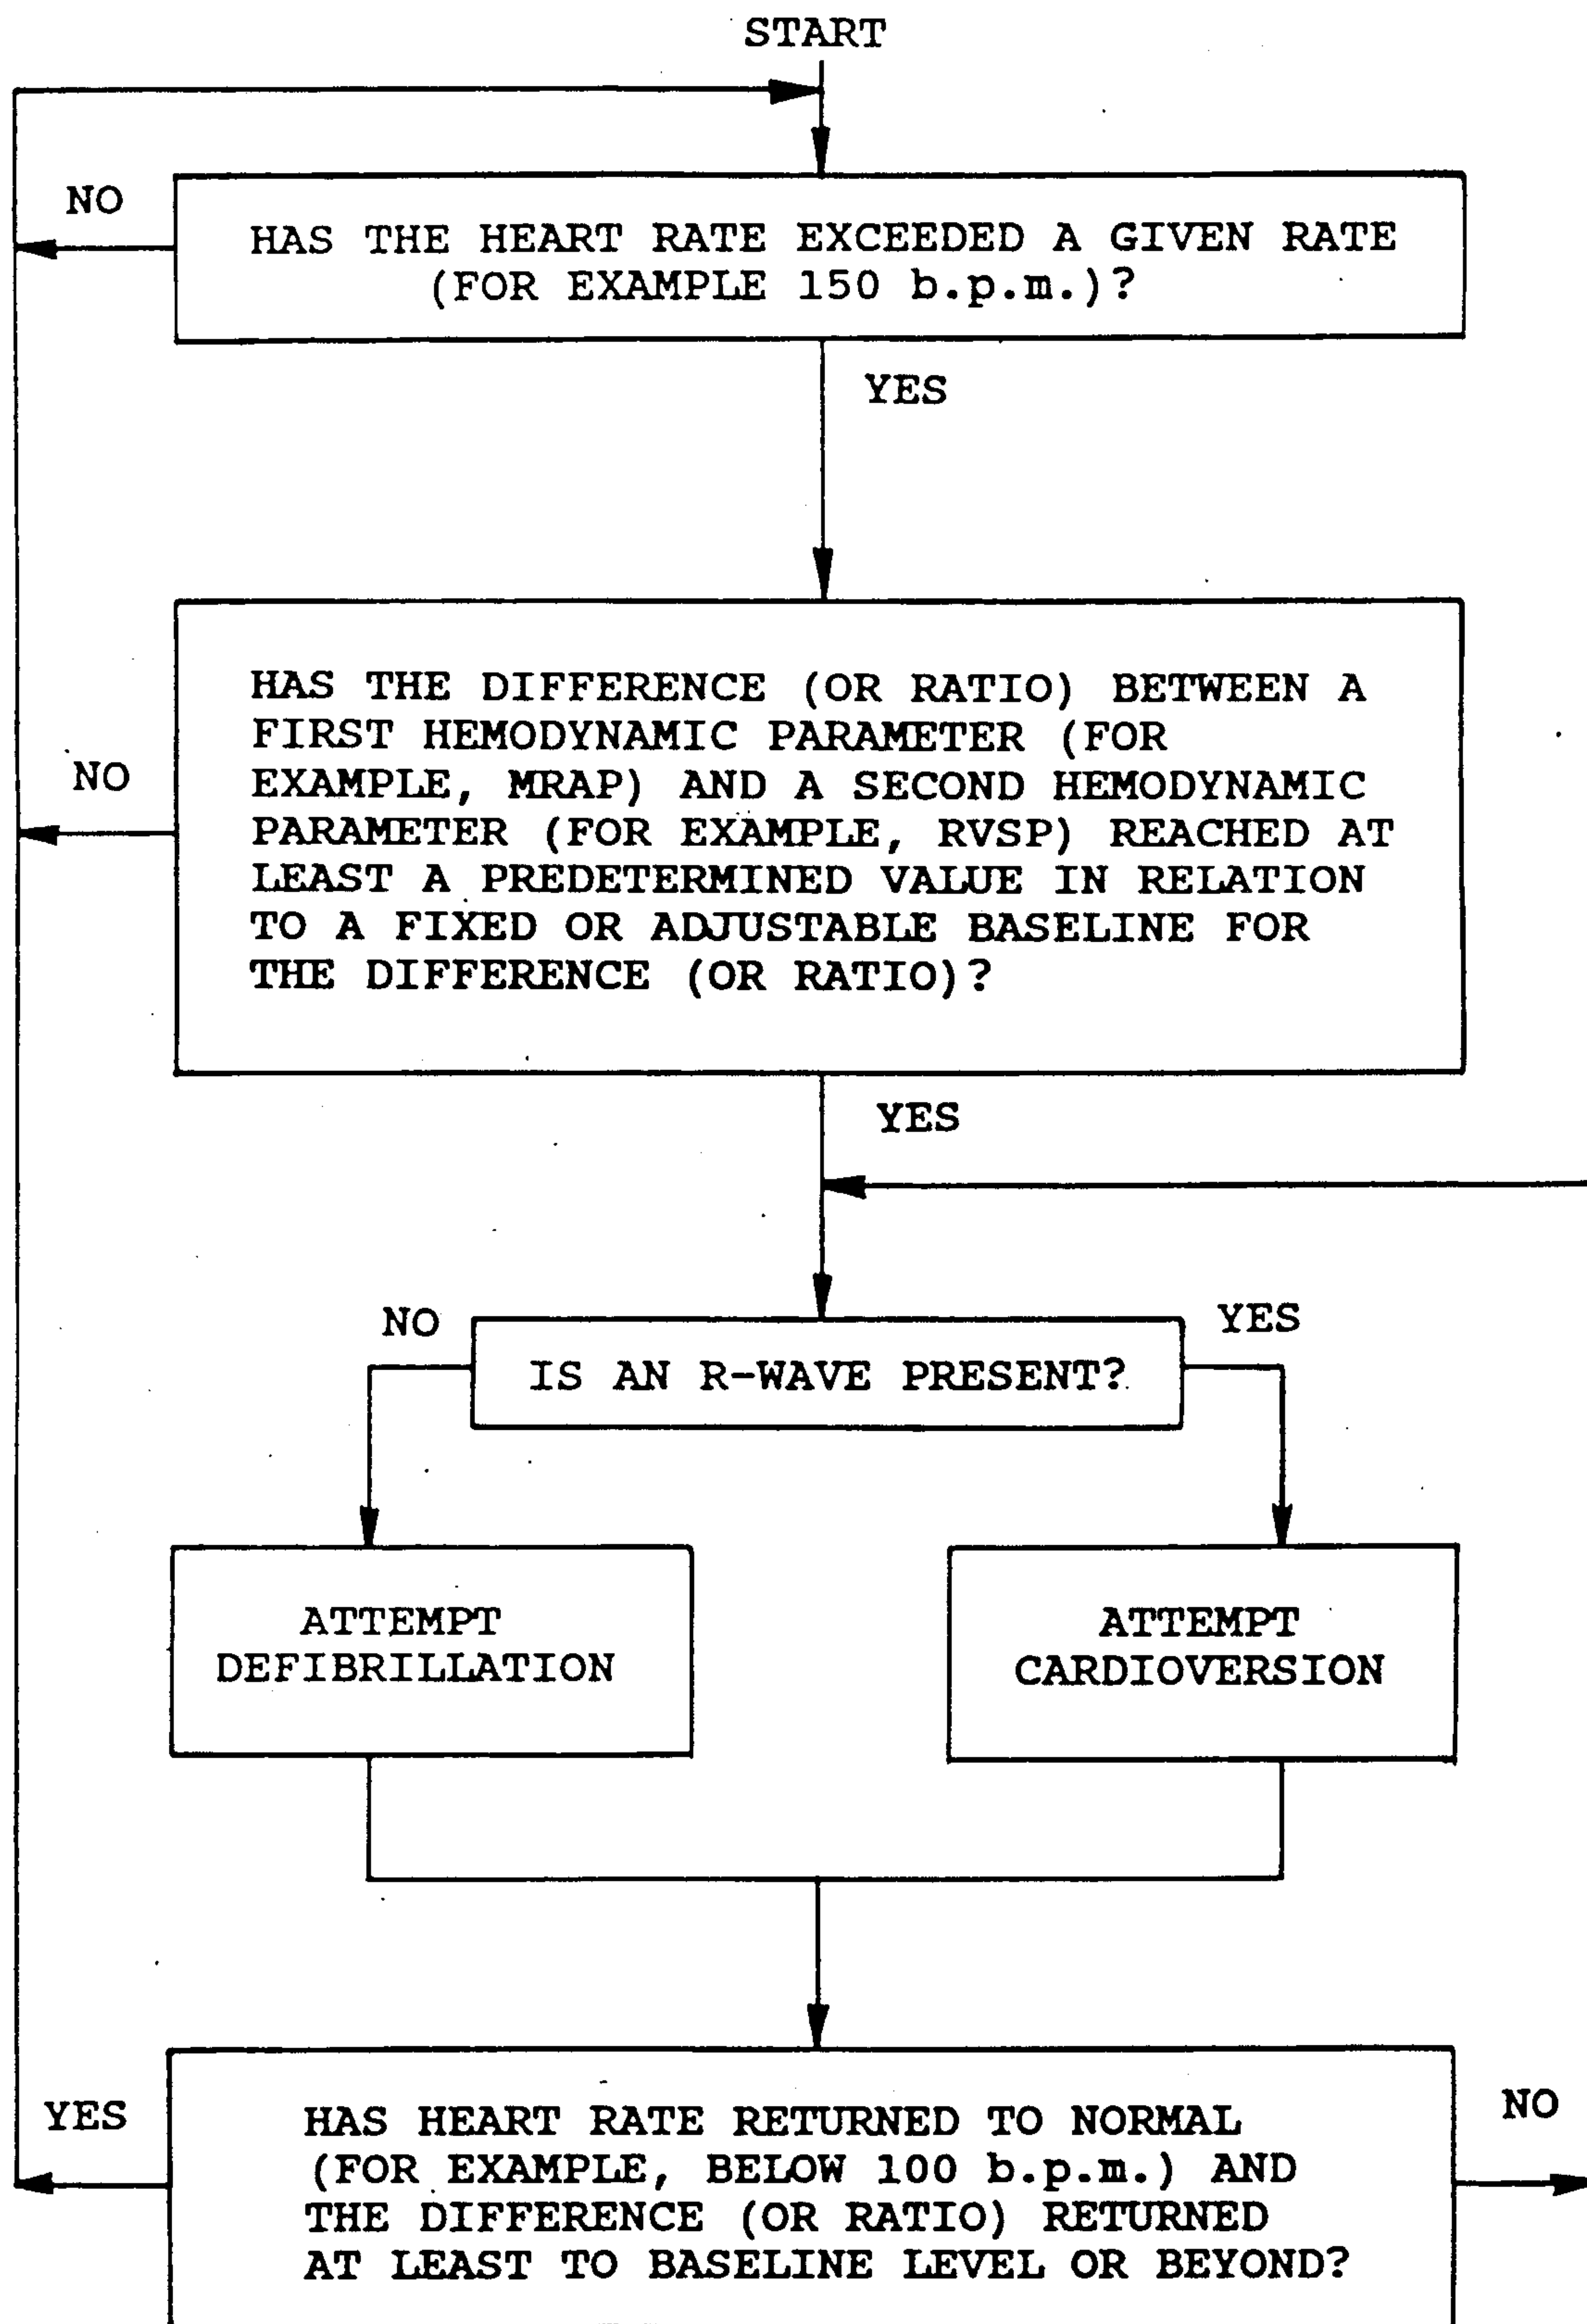 START
NO
HAS THE HEART RATE EXCEEDED A GIVEN RATE
(FOR EXAMPLE 150 b.p.m.)?
YES
HAS THE DIFFERENCE (OR RATIO) BETWEEN A
FIRST HEMODYNAMIC PARAMETER (FOR
EXAMPLE, MRAP) AND A SECOND HEMODYNAMIC
PARAMETER (FOR EXAMPLE, RVSP) REACHED AT
LEAST A PREDETERMINED VALUE IN RELATION
TO A FIXED OR ADJUSTABLE BASELINE FOR
THE DIFFERENCE (OR RATIO)?
NO
YES
NO
YES
IS AN R-WAVE PRESENT?
ATTEMPT
DEFIBRILLATION
ATTEMPT
CARDIOVERSION
YES
NO
HAS HEART RATE RETURNED TO NORMAL
(FOR EXAMPLE, BELOW 100 b.p.m.) AND
THE DIFFERENCE (OR RATIO) RETURNED
AT LEAST TO BASELINE LEVEL OR BEYOND?